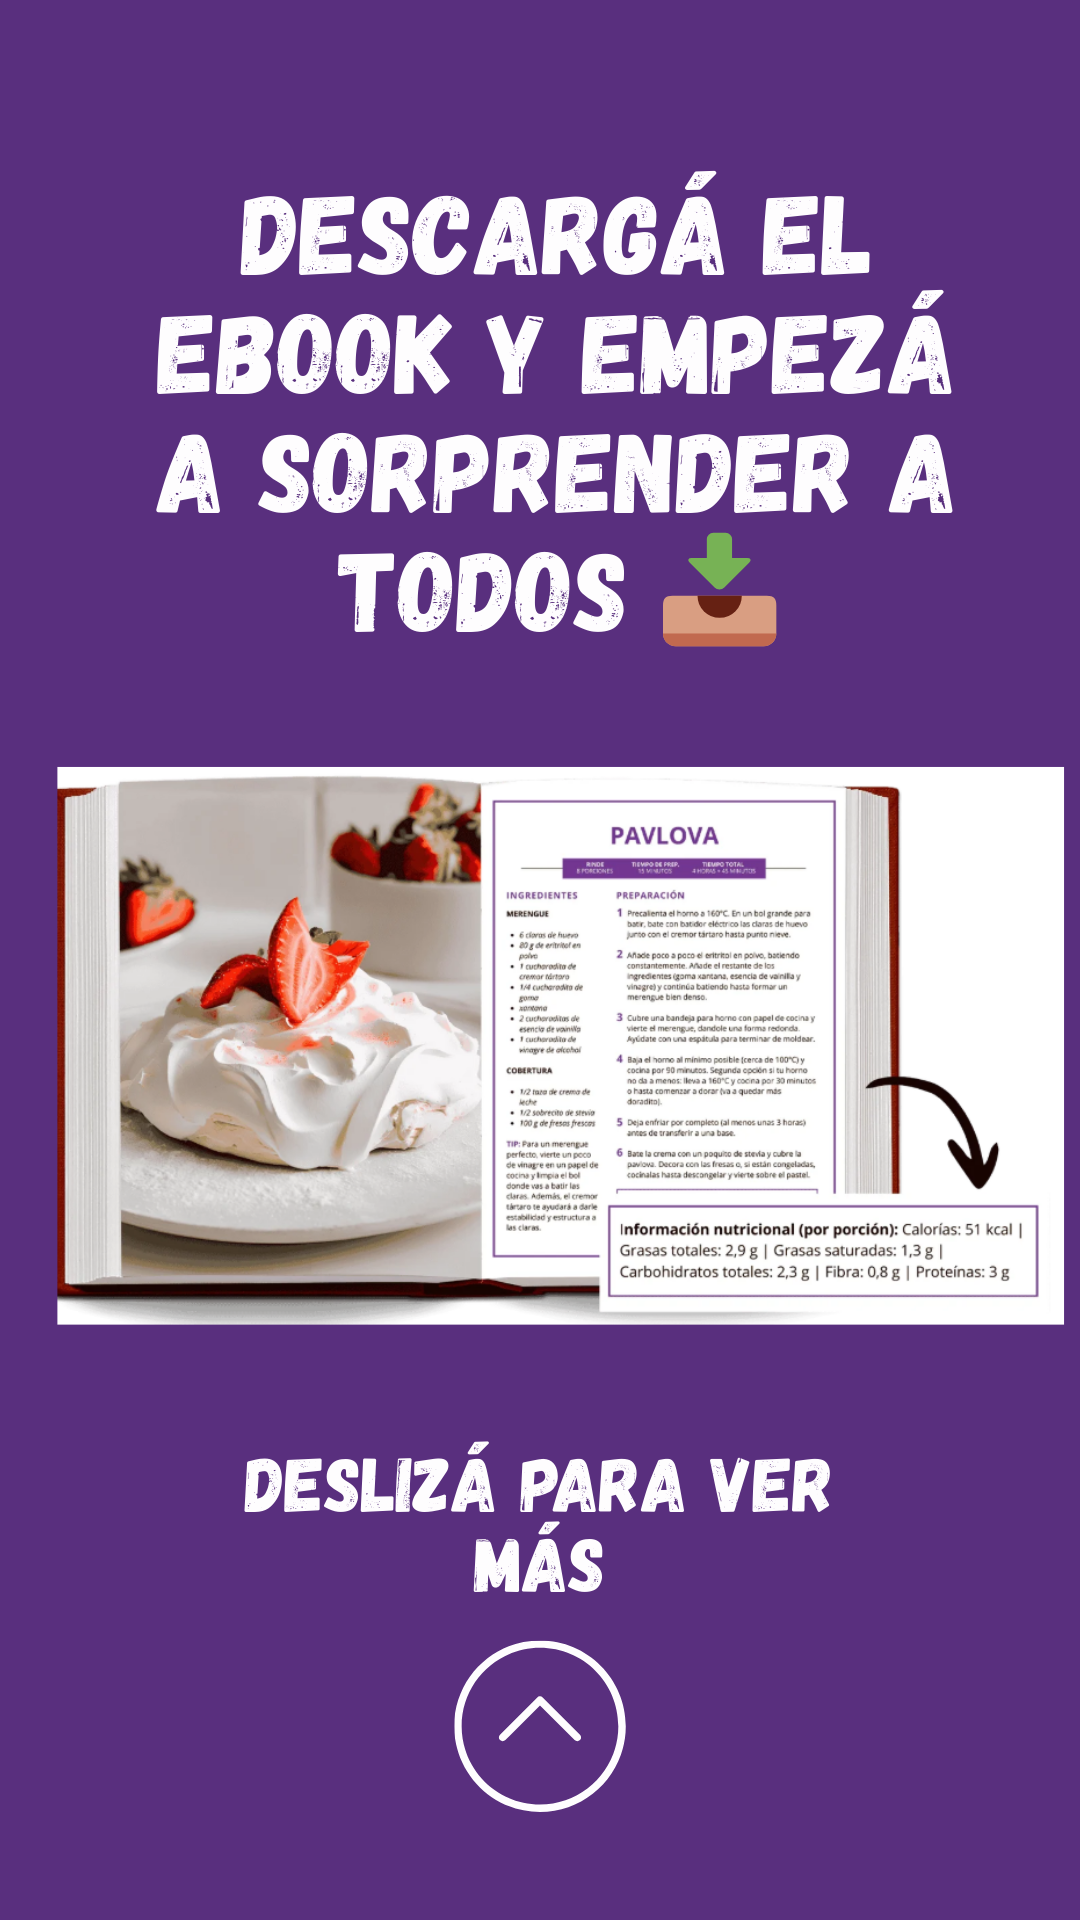 DESCARGÁ EL
EBOOK Y EMPEZÁ
A SORPRENDER A
TODOS
PAVLOVA
RINDE
8 PORCIONES
TIEMPO DE PREP.
15 MINUTOS
TIEMPO TOTAL
4 HORAS + 45 MINUTOS
INGREDIENTES
MERENGUE
• 6 claras de huevo
• 80 g de eritritol en
polvo
• 1 cucharadita de
cremor tártaro
• 1/4 cucharadita de
goma
• xantana
• 2 cucharaditas de
esencia de vainilla
• 1 cucharadita de
vinagre de alcohol
COBERTURA
• 1/2 taza de crema de
leche
• 1/2 sobrecito de stevia
• 100 g de fresas frescas
TIP: Para un merengue
perfecto, vierte un poco
de vinagre en un papel de
cocina y limpia el bol
donde vas a batir las
claras. Además, el cremor
tártaro te ayudará a darle
estabilidad y estructura a
las claras.
PREPARACIÓN
1 Precalienta el horno a 160°C. En un bol grande para
batir, bate con batidor eléctrico las claras de huevo
junto con el cremor tártaro hasta punto nieve.
2 Añade poco a poco el eritritol en polvo, batiendo
constantemente. Añade el restante de los
ingredientes (goma xantana, esencia de vainilla y
vinagre) y continúa batiendo hasta formar un
merengue bien denso.
3 Cubre una bandeja para horno con papel de cocina y
vierte el merengue, dandole una forma redonda.
Ayúdate con una espátula para terminar de moldear.
4 Baja el horno al mínimo posible (cerca de 100°C) y
cocina por 90 minutos. Segunda opción si tu horno
no da a menos: lleva a 160°C y cocina por 30 minutos
o hasta comenzar a dorar (va a quedar más
doradito).
5 Deja enfriar por completo (al menos unas 3 horas)
antes de transferir a una base.
6 Bate la crema con un poquito de stevia y cubre la
pavlova. Decora con las fresas o, si están congeladas,
cocínalas hasta descongelar y vierte sobre el pastel.
Información nutricional (por porción): Calorías: 51 kcal |
Grasas totales: 2,9 g | Grasas saturadas: 1,3 g |
Carbohidratos totales: 2,3 g | Fibra: 0,8 g | Proteínas: 3 g
DESLIZÁ PARA VER
MÁS